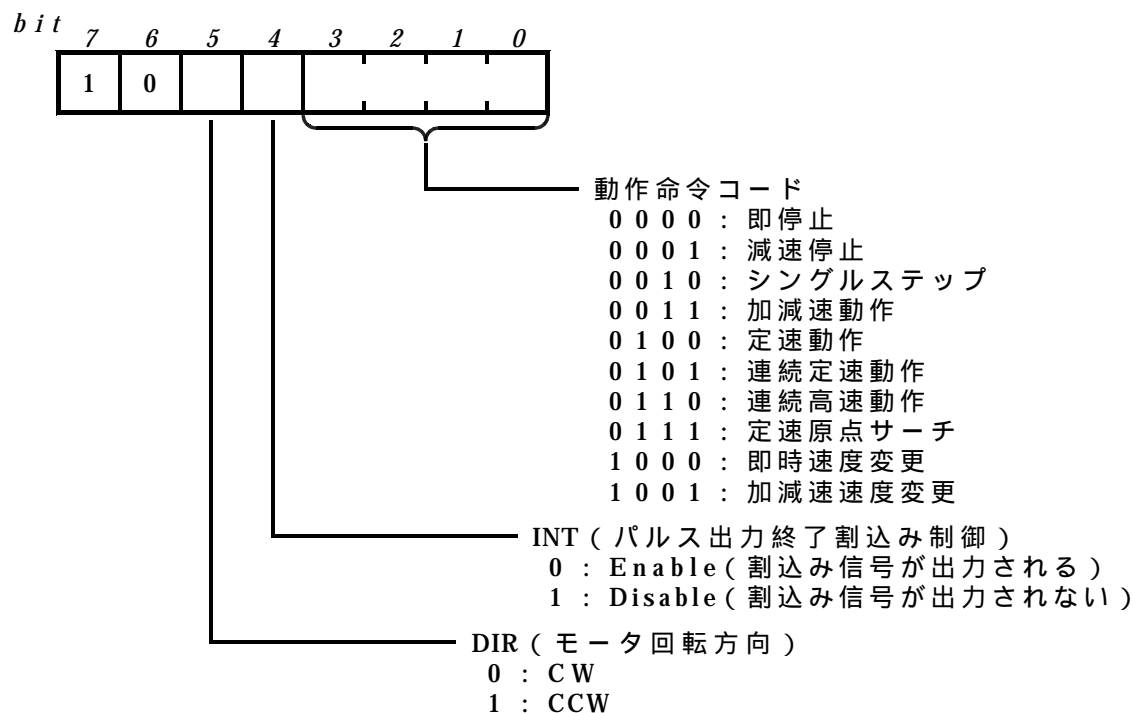 bit 7 6 5 4 3 2 1 0
1 0
動作命令コード
0000：即停止
0001：減速停止
0010：シングルステップ
0011：加減速動作
0100：定速動作
0101：連続定速動作
0110：連続高速動作
0111：定速原点サーチ
1000：即時速度変更
1001：加減速速度変更
INT（パルス出力終了割込み制御）
0：Enable（割込み信号が出力される）
1：Disable（割込み信号が出力されない）
DIR（モータ回転方向）
0：CW
1：CCW